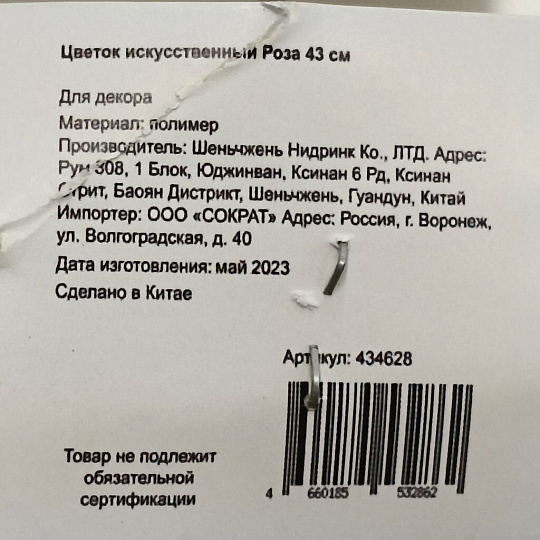 Цветок искусственный Роза 43 см
Для декора
Материал: полимер
Производитель: Шеньчжень Нидринк Ко., ЛТД. Адрес:
Рум 308, 1 Блок, Юджинван, Ксинан 6 Рд, Ксинан
Стрит, Баоян Дистрикт, Шеньчжень, Гуандун, Китай
Импортер: ООО «СОКРАТ» Адрес: Россия, г. Воронеж,
ул. Волгоградская, д. 40
Дата изготовления: май 2023
Сделано в Китае
Артикул: 434628
Товар не подлежит
обязательной
сертификации
4 660185 532862